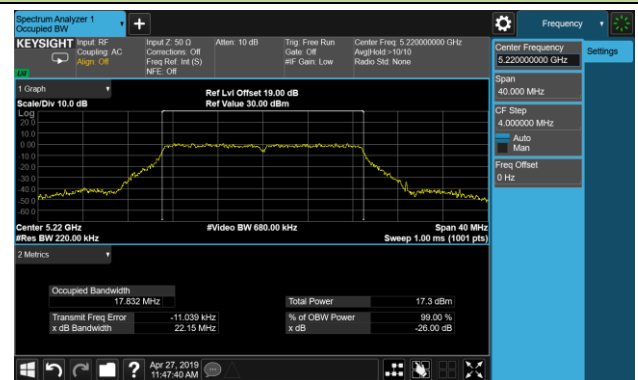 Spectrum Analyzer 1
Occupied BW
Frequency
KEYSIGHT
Input: RF
Coupling: AC
Align: Off
Input Z: 50 Ω
Corrections: Off
Freq Ref: Int (S)
NFE: Off
Atten: 10 dB
Trig: Free Run
Gate: Off
#IF Gain: Low
Center Freq: 5.220000000 GHz
Avg|Hold:>10/10
Radio Std: None
Center Frequency
5.22000000 GHz
Settings
Span
40.000 MHz
CF Step
4.000000 MHz
Auto
Man
Freq Offset
0 Hz
1 Graph
Scale/Div 10.0 dB
Ref Lvl Offset 19.00 dB
Ref Value 30.00 dBm
Log
20.0
10.0
0.00
-10.0
-20.0
-30.0
-40.0
-50.0
-60.0
Center 5.22 GHz
#Res BW 220.00 kHz
#Video BW 680.00 kHz
Span 40 MHz
Sweep 1.00 ms (1001 pts)
2 Metrics
Occupied Bandwidth
17.832 MHz
Total Power 17.3 dBm
Transmit Freq Error -11.039 kHz
% of OBW Power 99.00 %
x dB Bandwidth 22.15 MHz
x dB -26.00 dB
Apr 27, 2019
11:47:40 AM